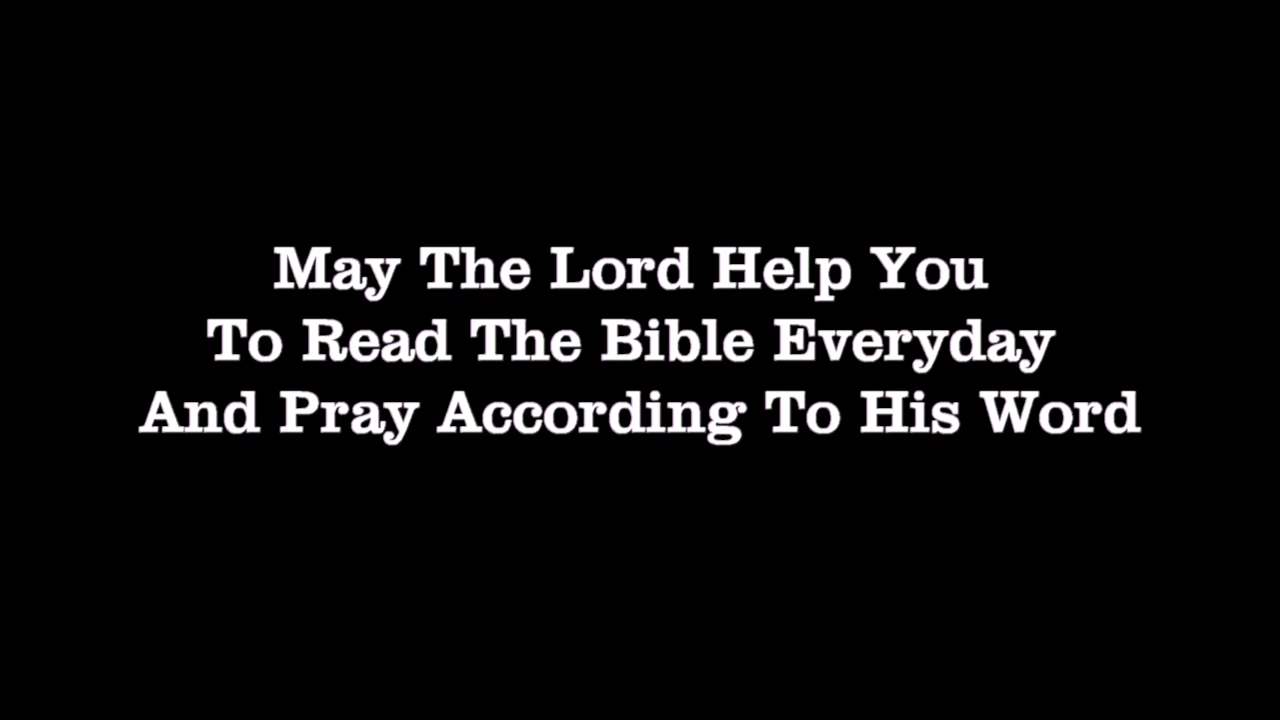 May The Lord Help You
To Read The Bible Everyday
And Pray According To His Word